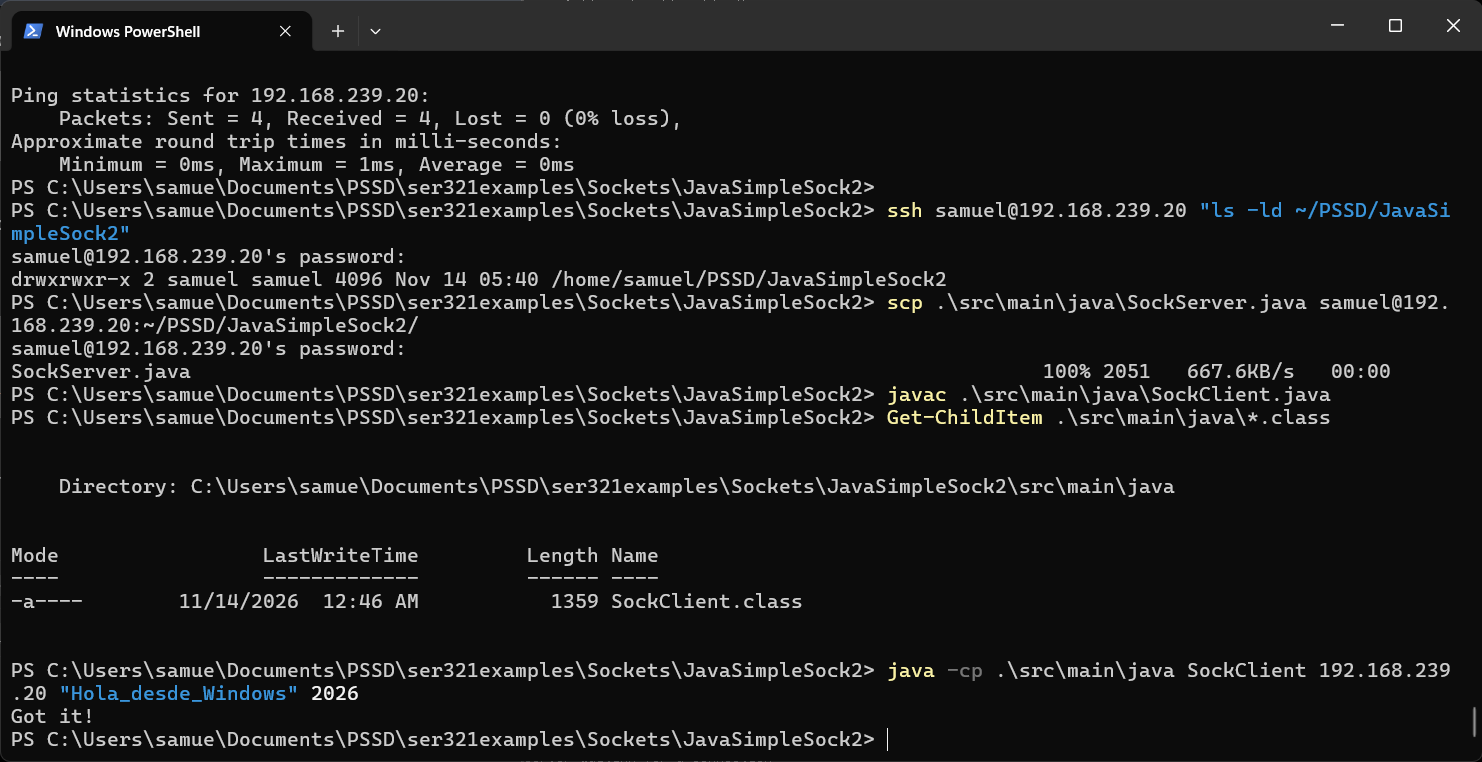 Windows PowerShell
Ping statistics for 192.168.239.20:
    Packets: Sent = 4, Received = 4, Lost = 0 (0% loss),
Approximate round trip times in milli-seconds:
    Minimum = 0ms, Maximum = 1ms, Average = 0ms
PS C:\Users\samue\Documents\PSSD\ser321examples\Sockets\JavaSimpleSock2>
PS C:\Users\samue\Documents\PSSD\ser321examples\Sockets\JavaSimpleSock2> ssh samuel@192.168.239.20 "ls -ld ~/PSSD/JavaSi
mpleSock2"
samuel@192.168.239.20's password:
drwxrwxr-x 2 samuel samuel 4096 Nov 14 05:40 /home/samuel/PSSD/JavaSimpleSock2
PS C:\Users\samue\Documents\PSSD\ser321examples\Sockets\JavaSimpleSock2> scp .\src\main\java\SockServer.java samuel@192.
168.239.20:~/PSSD/JavaSimpleSock2/
samuel@192.168.239.20's password:
SockServer.java                                                                       100% 2051   667.6KB/s   00:00
PS C:\Users\samue\Documents\PSSD\ser321examples\Sockets\JavaSimpleSock2> javac .\src\main\java\SockClient.java
PS C:\Users\samue\Documents\PSSD\ser321examples\Sockets\JavaSimpleSock2> Get-ChildItem .\src\main\java\*.class
    Directory: C:\Users\samue\Documents\PSSD\ser321examples\Sockets\JavaSimpleSock2\src\main\java
Mode                 LastWriteTime         Length Name
----                 -------------         ------ ----
-a----        11/14/2026  12:46 AM           1359 SockClient.class
PS C:\Users\samue\Documents\PSSD\ser321examples\Sockets\JavaSimpleSock2> java -cp .\src\main\java SockClient 192.168.239
.20 "Hola_desde_Windows" 2026
Got it!
PS C:\Users\samue\Documents\PSSD\ser321examples\Sockets\JavaSimpleSock2>